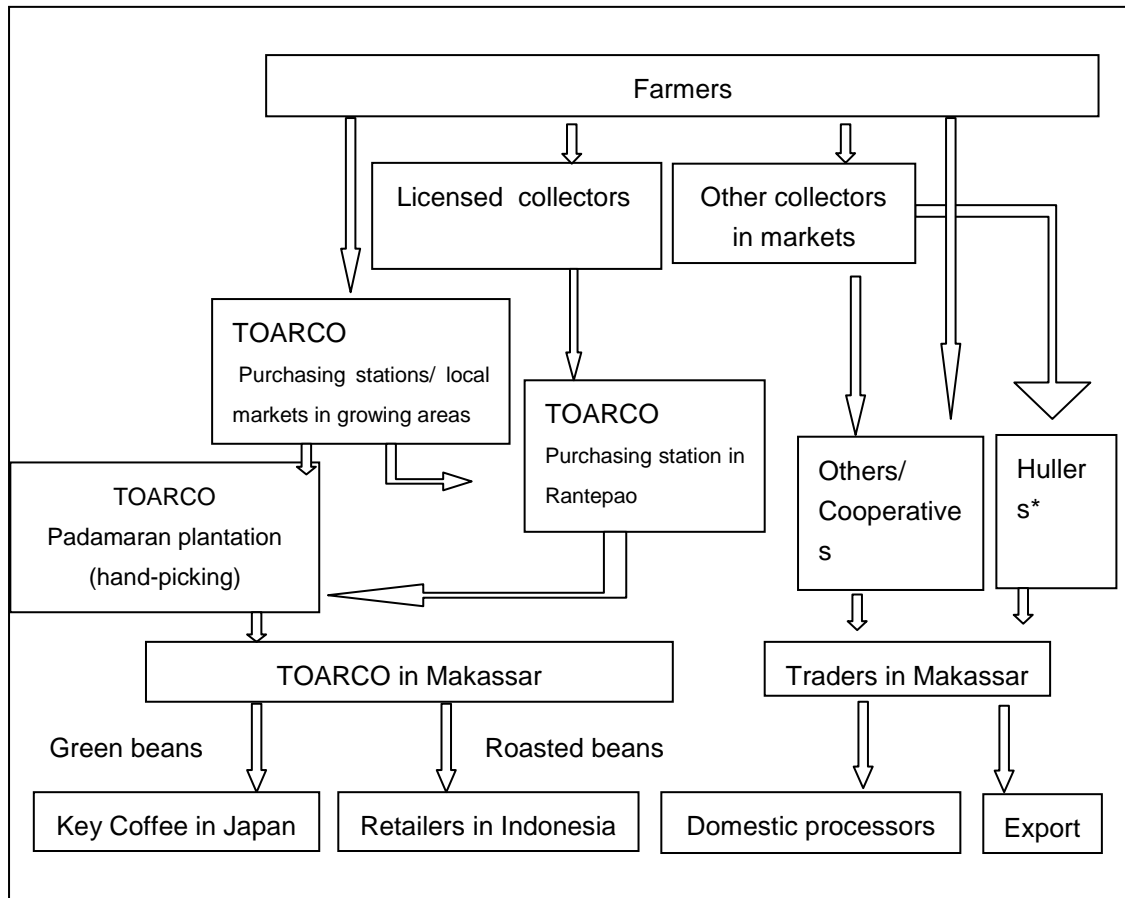 Farmers
Licensed collectors
Other collectors
in markets
TOARCO
Purchasing stations/ local
markets in growing areas
TOARCO
Purchasing station in
Rantepao
Others/
Cooperative
s
Huller
s*
TOARCO
Padamaran plantation
(hand-picking)
TOARCO in Makassar
Traders in Makassar
Green beans
Roasted beans
Key Coffee in Japan
Retailers in Indonesia
Domestic processors
Export